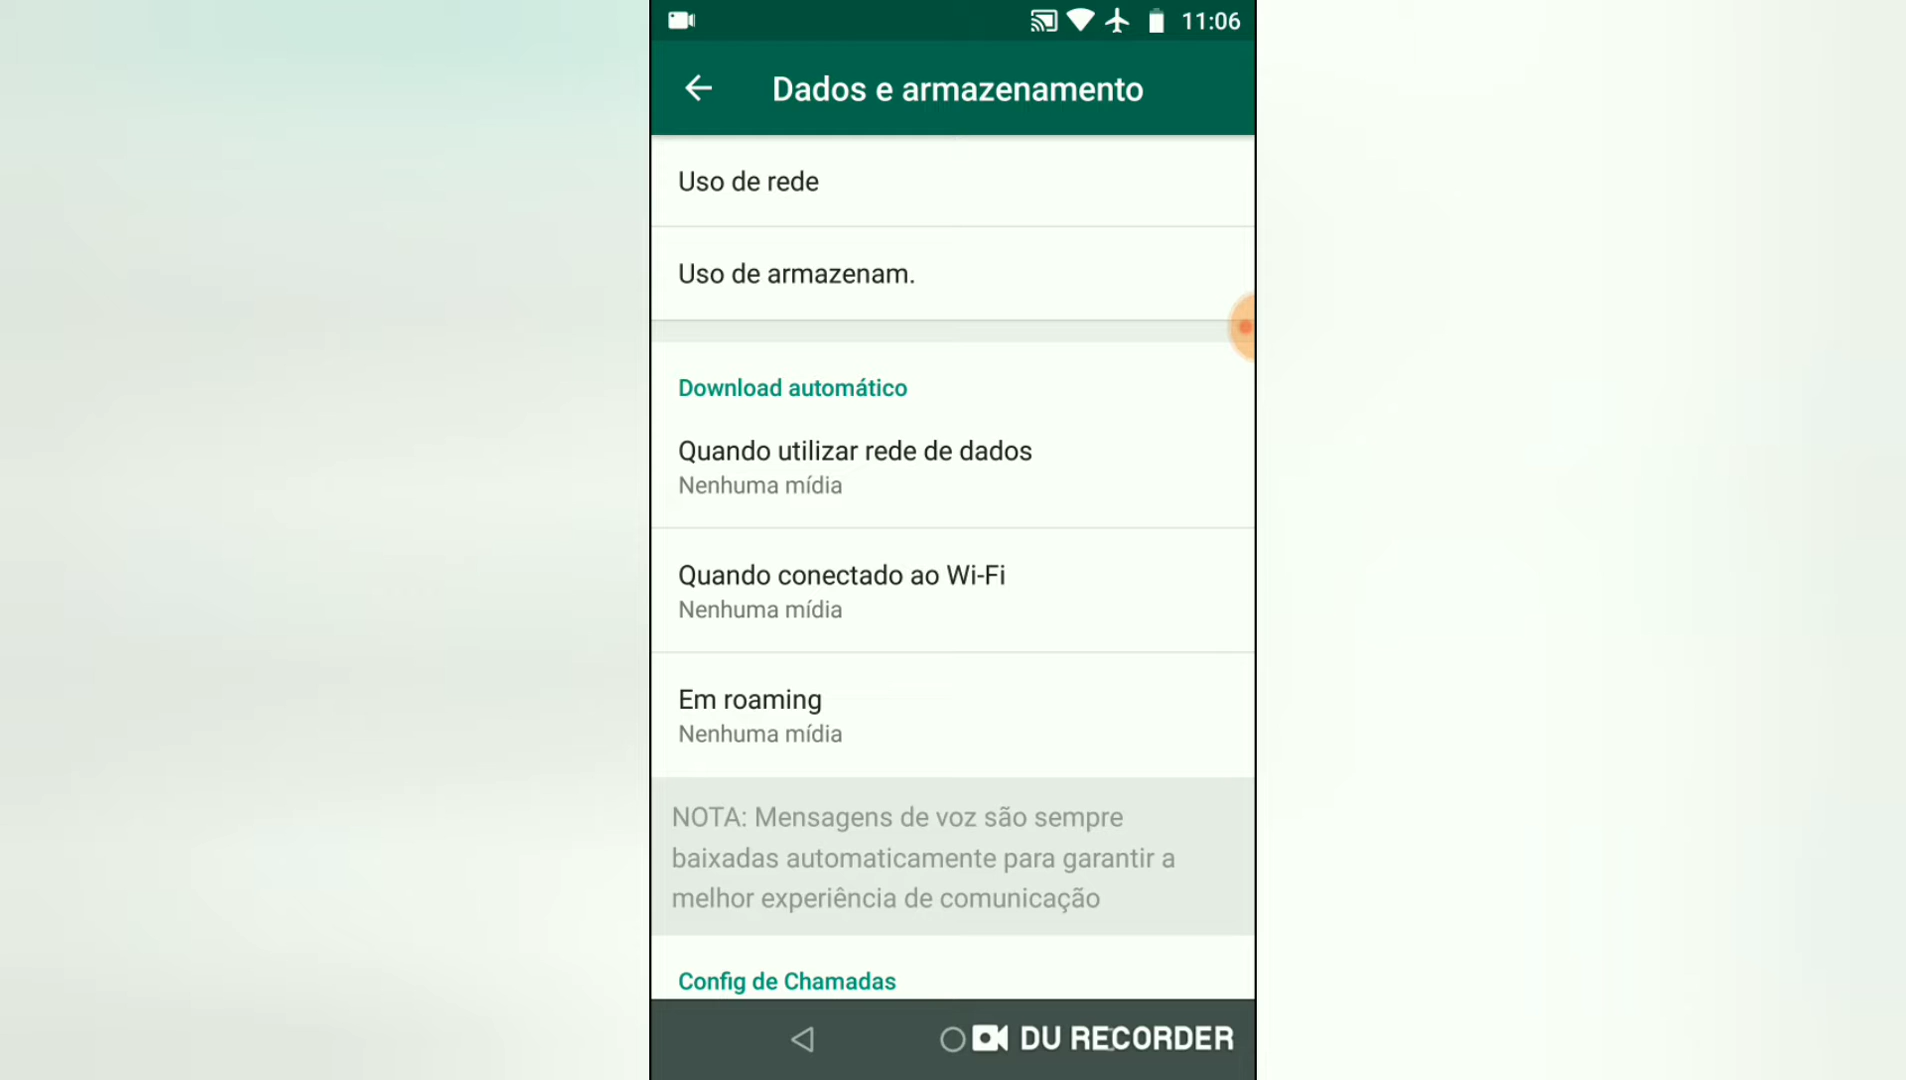 11:06
Dados e armazenamento
Uso de rede
Uso de armazenam.
Download automático
Quando utilizar rede de dados
Nenhuma mídia
Quando conectado ao Wi-Fi
Nenhuma mídia
Em roaming
Nenhuma mídia
NOTA: Mensagens de voz são sempre
baixadas automaticamente para garantir a
melhor experiência de comunicação
Config de Chamadas
DU RECORDER